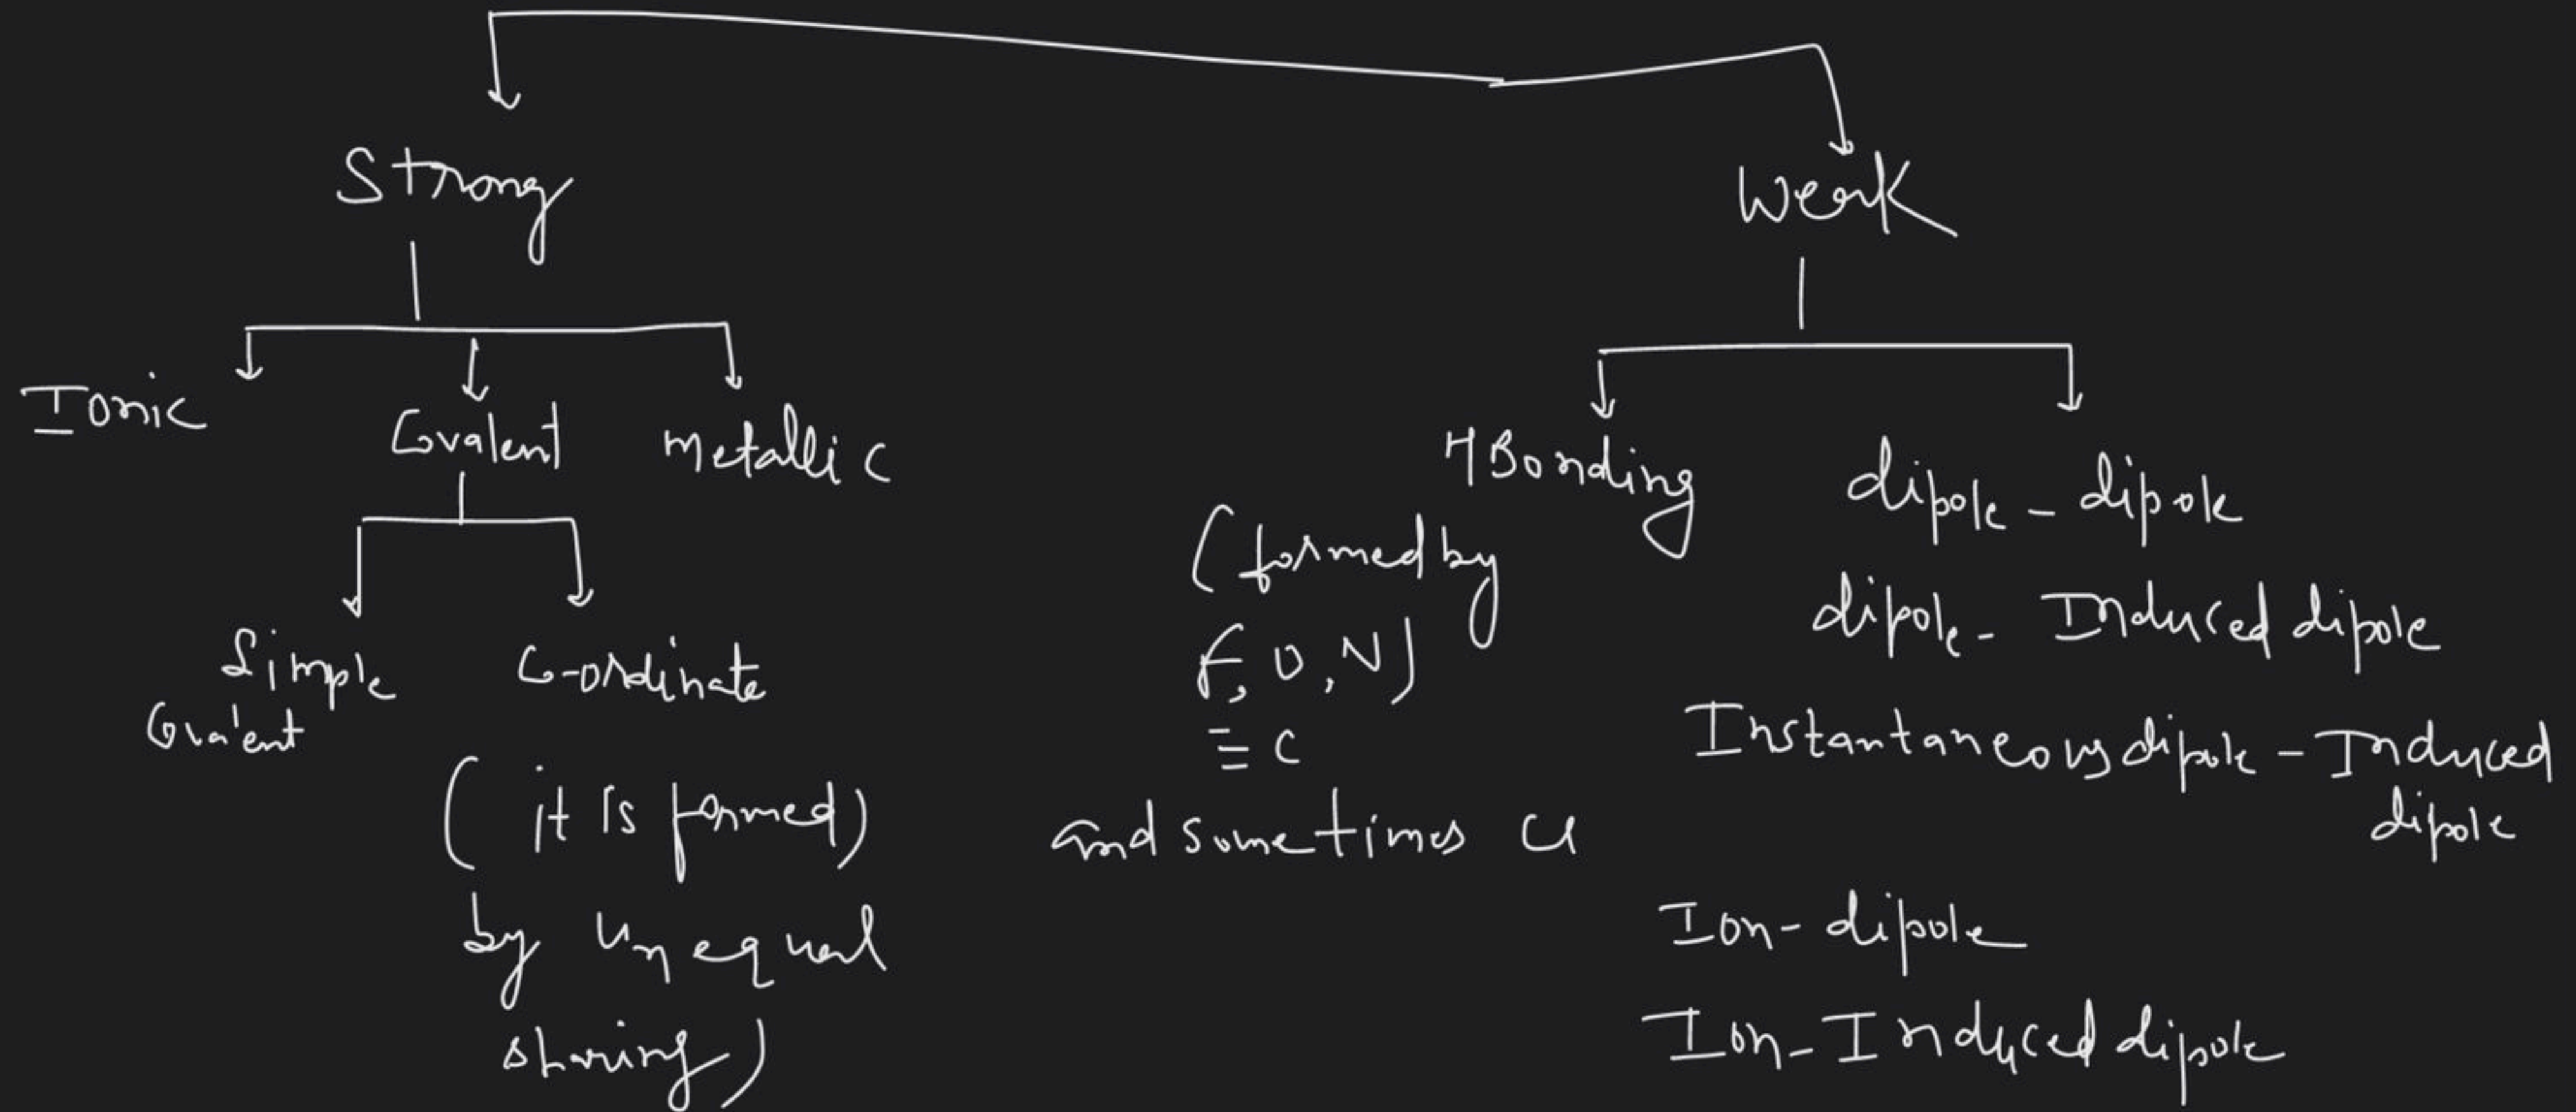 Strong
Weak
Ionic
Covalent
Metallic
H Bonding
dipole - dipole
Simple
Covalent
Co-ordinate
(formed by
F, O, N)
≡ C
and sometimes Cl
dipole - Induced dipole
Instantaneous dipole - Induced
dipole
( it is formed)
by unequal
sharing)
Ion - dipole
Ion - Induced dipole